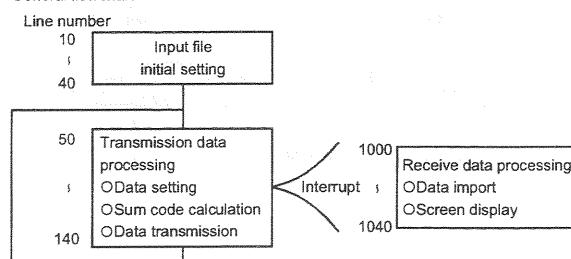 Line number
10
Input file
initial setting
40
50
Transmission data
processing
○Data setting
○Sum code calculation
○Data transmission
140
Interrupt
1000
Receive data processing
○Data import
○Screen display
1040